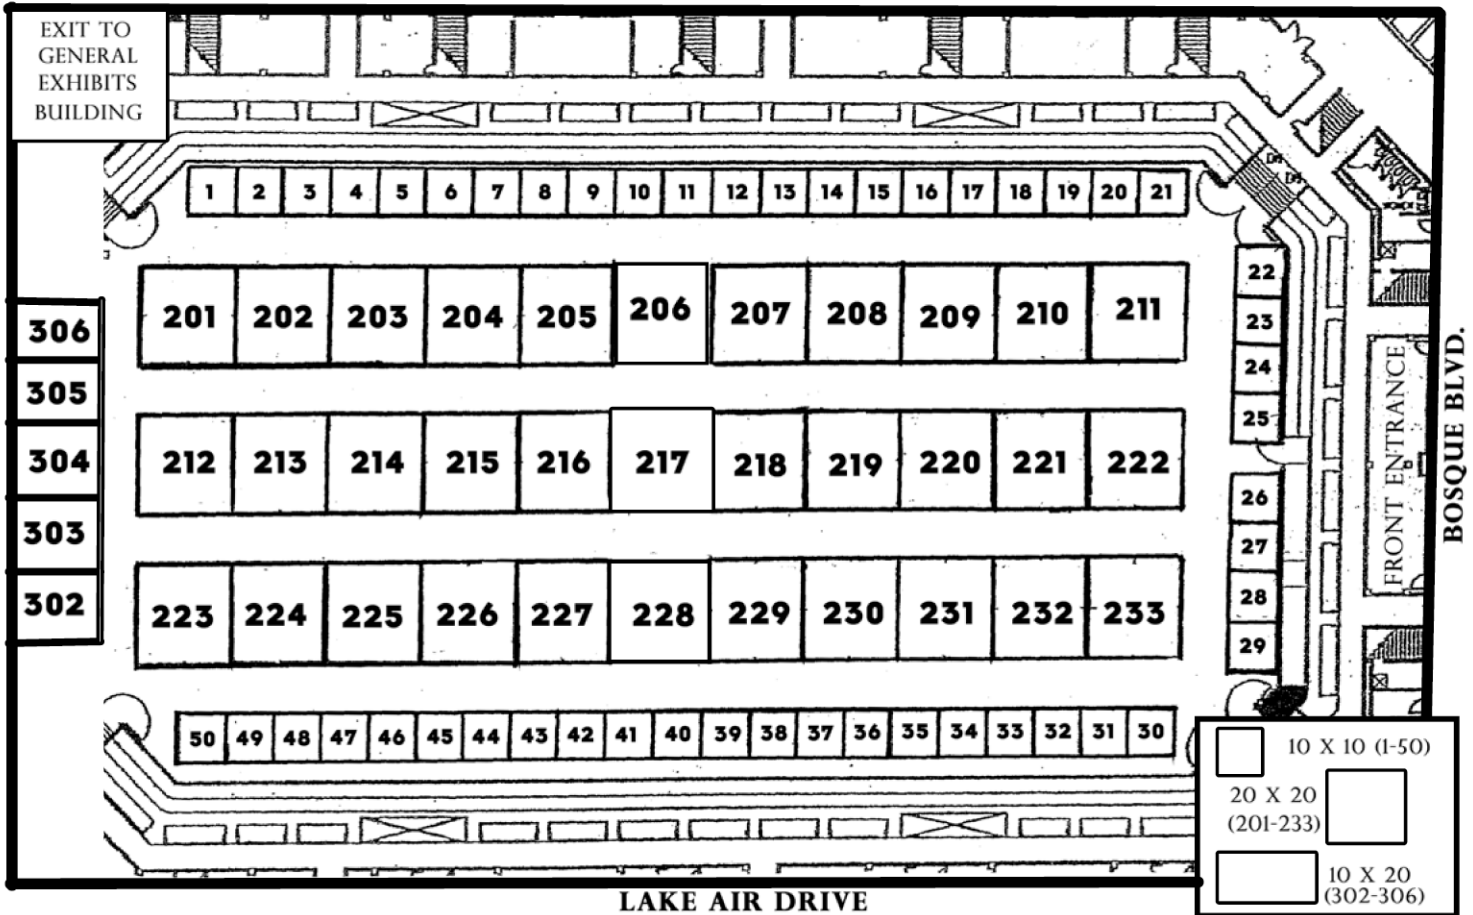 EXIT TO
GENERAL
EXHIBITS
BUILDING
1 2 3 4 5 6 7 8 9 10 11 12 13 14 15 16 17 18 19 20 21
Dn
Dn
201 202 203 204 205 206 207 208 209 210 211
22
23
24
25
306
305
304
303
302
212 213 214 215 216 217 218 219 220 221 222
26
27
28
29
FRONT ENTRANCE
BOSQUE BLVD.
223 224 225 226 227 228 229 230 231 232 233
50 49 48 47 46 45 44 43 42 41 40 39 38 37 36 35 34 33 32 31 30
10 X 10 (1-50)
20 X 20
(201-233)
10 X 20
(302-306)
LAKE AIR DRIVE